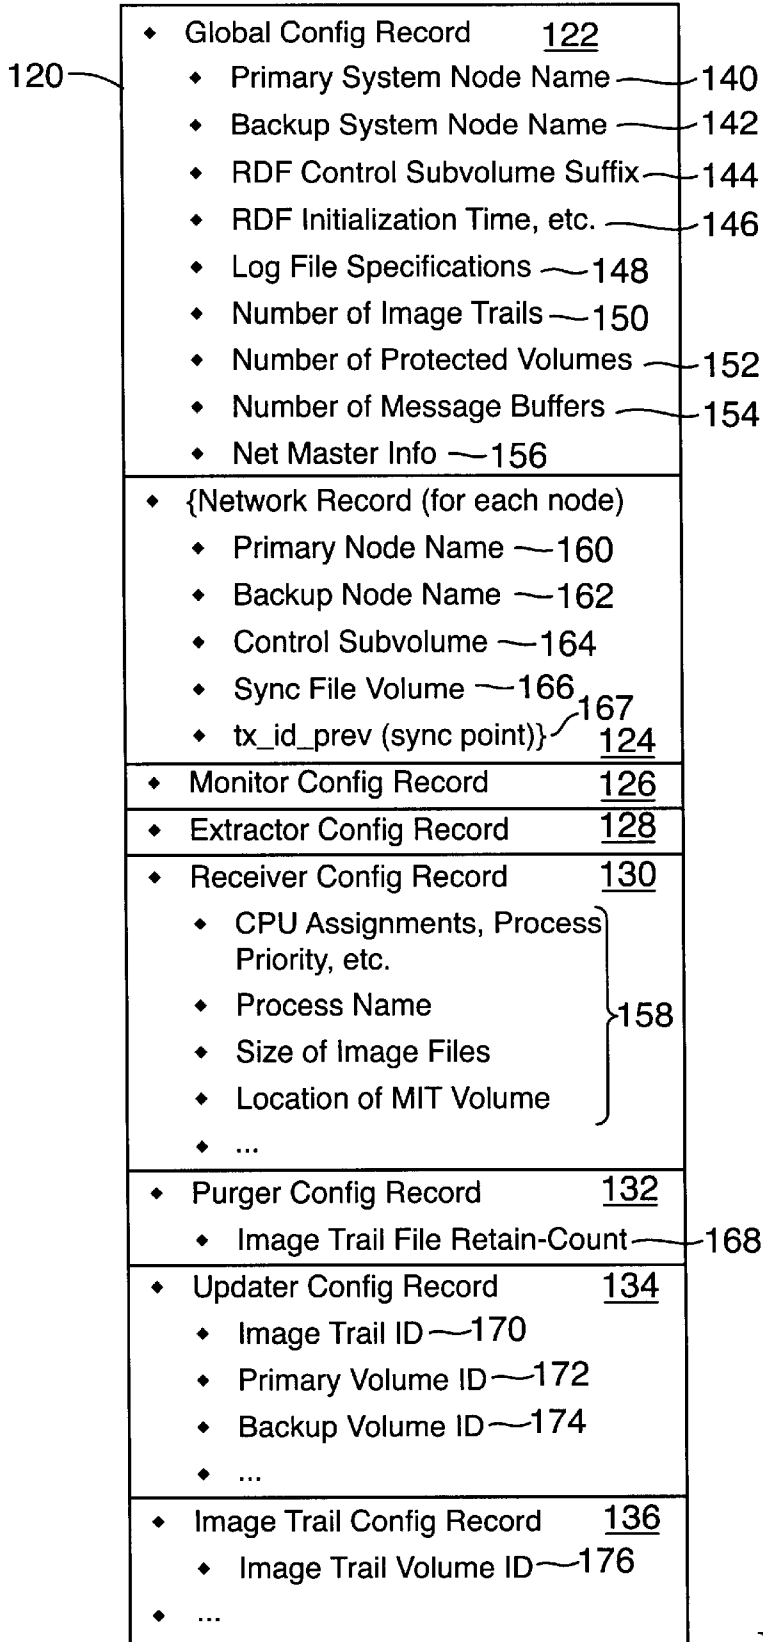 ◆ Global Config Record 122
120
◆ Primary System Node Name 140
◆ Backup System Node Name 142
◆ RDF Control Subvolume Suffix 144
◆ RDF Initialization Time, etc. 146
◆ Log File Specifications 148
◆ Number of Image Trails 150
◆ Number of Protected Volumes 152
◆ Number of Message Buffers 154
◆ Net Master Info 156
◆ {Network Record (for each node)
◆ Primary Node Name 160
◆ Backup Node Name 162
◆ Control Subvolume 164
◆ Sync File Volume 166
◆ tx_id_prev (sync point)} 167
124
◆ Monitor Config Record 126
◆ Extractor Config Record 128
◆ Receiver Config Record 130
◆ CPU Assignments, Process
Priority, etc.
◆ Process Name
158
◆ Size of Image Files
◆ Location of MIT Volume
◆ ...
◆ Purger Config Record 132
◆ Image Trail File Retain-Count 168
◆ Updater Config Record 134
◆ Image Trail ID 170
◆ Primary Volume ID 172
◆ Backup Volume ID 174
◆ ...
◆ Image Trail Config Record 136
◆ Image Trail Volume ID 176
◆ ...